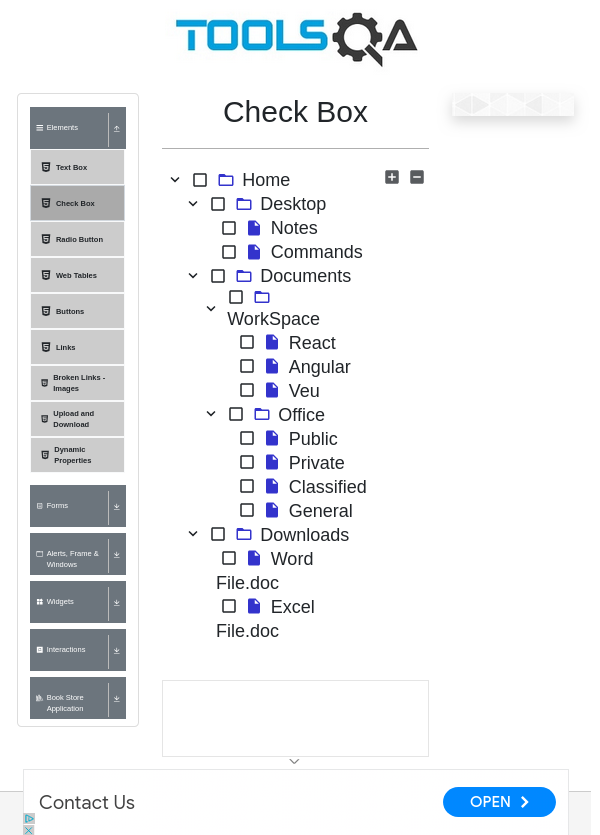 TOOLSQA
Check Box
Elements
Text Box
Check Box
Radio Button
Web Tables
Buttons
Links
Broken Links -
Images
Upload and
Download
Dynamic
Properties
Forms
Alerts, Frame &
Windows
Widgets
Interactions
Book Store
Application
Home
Desktop
Notes
Commands
Documents
WorkSpace
React
Angular
Veu
Office
Public
Private
Classified
General
Downloads
Word
File.doc
Excel
File.doc
Contact Us
OPEN